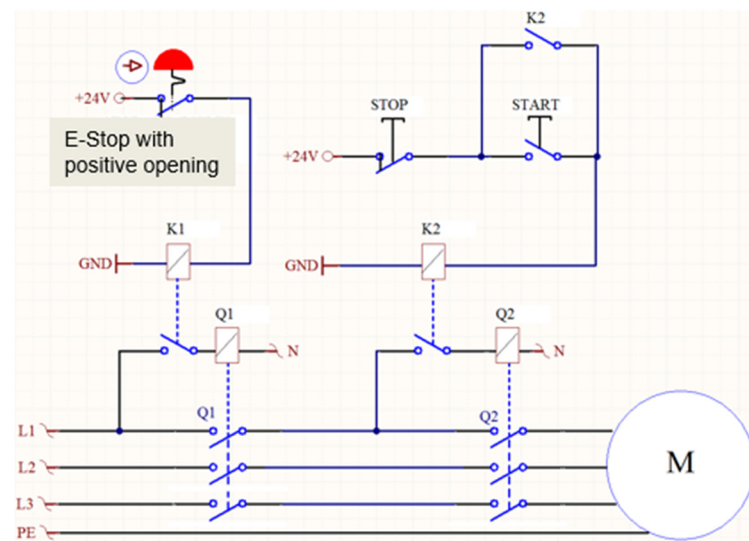 K2
+24V
E-Stop with
positive opening
STOP
START
+24V
K1
K2
GND
GND
Q1
Q2
N
N
Q1
Q2
L1
L2
L3
PE
M